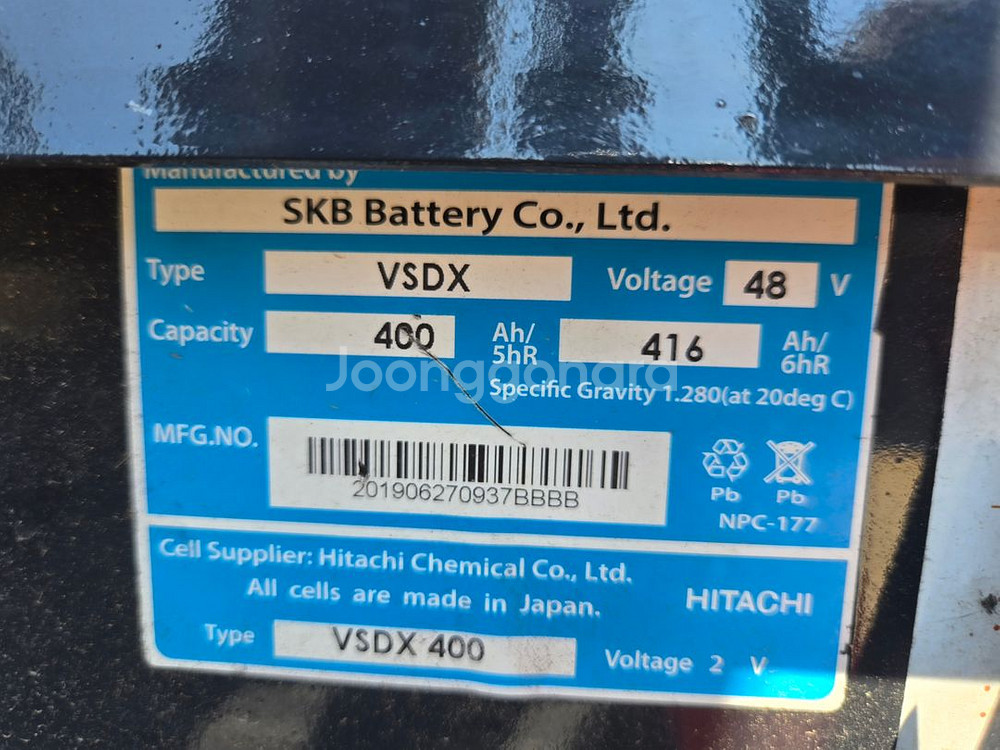 Manufactured by
SKB Battery Co., Ltd.
Type VSDX Voltage 48 V
Capacity 400 Ah/5hR 416 Ah/6hR
Joonggonara
Specific Gravity 1.280(at 20deg C)
MFG.NO.
201906270937BBBB
Pb Pb
NPC-177
Cell Supplier: Hitachi Chemical Co., Ltd.
All cells are made in Japan.
HITACHI
Type VSDX 400 Voltage 2 V